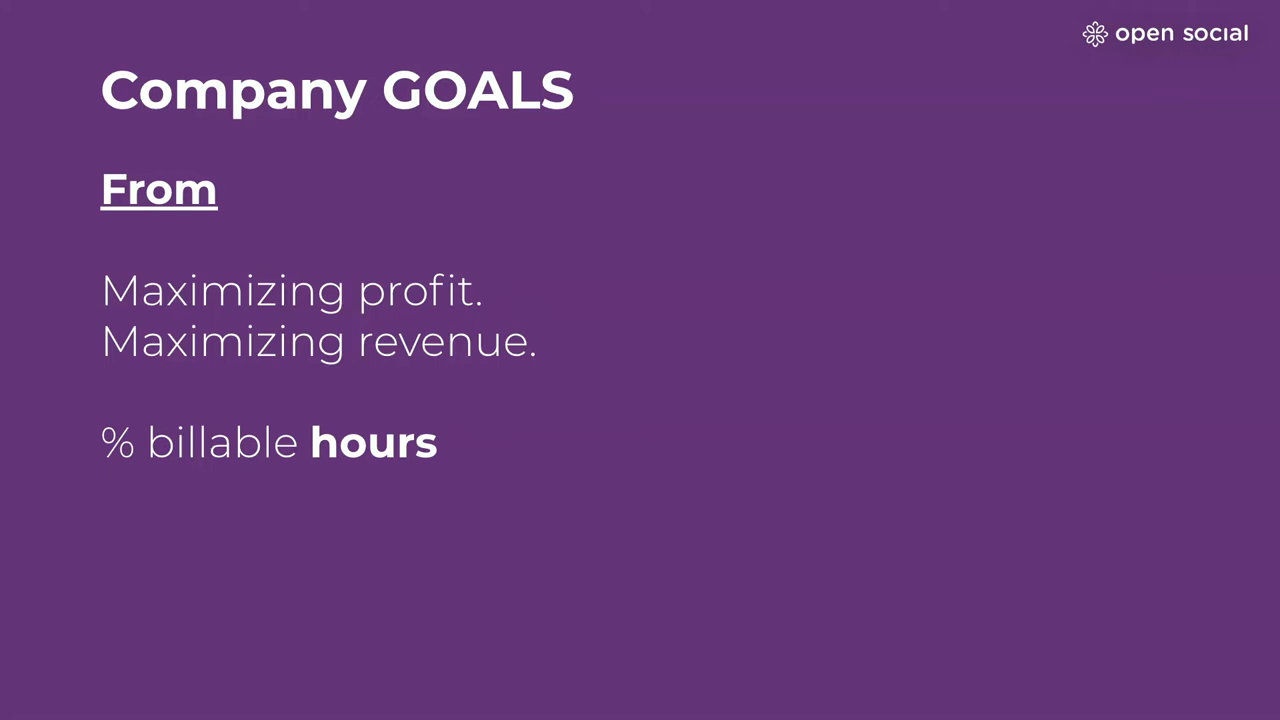 open social
Company GOALS
From
Maximizing profit.
Maximizing revenue.
% billable hours